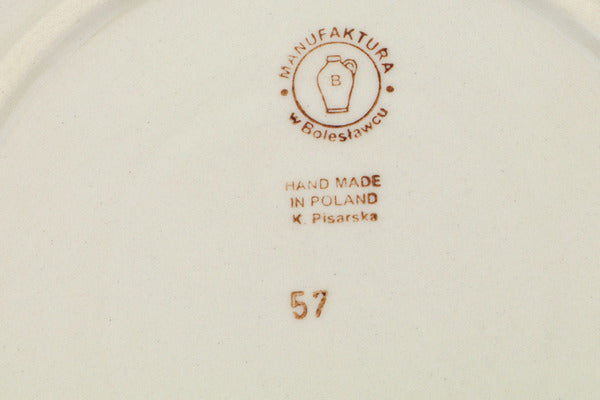 MANUFAKTURA
B
w Bolesławcu
HAND MADE
IN POLAND
K. Pisarska
57